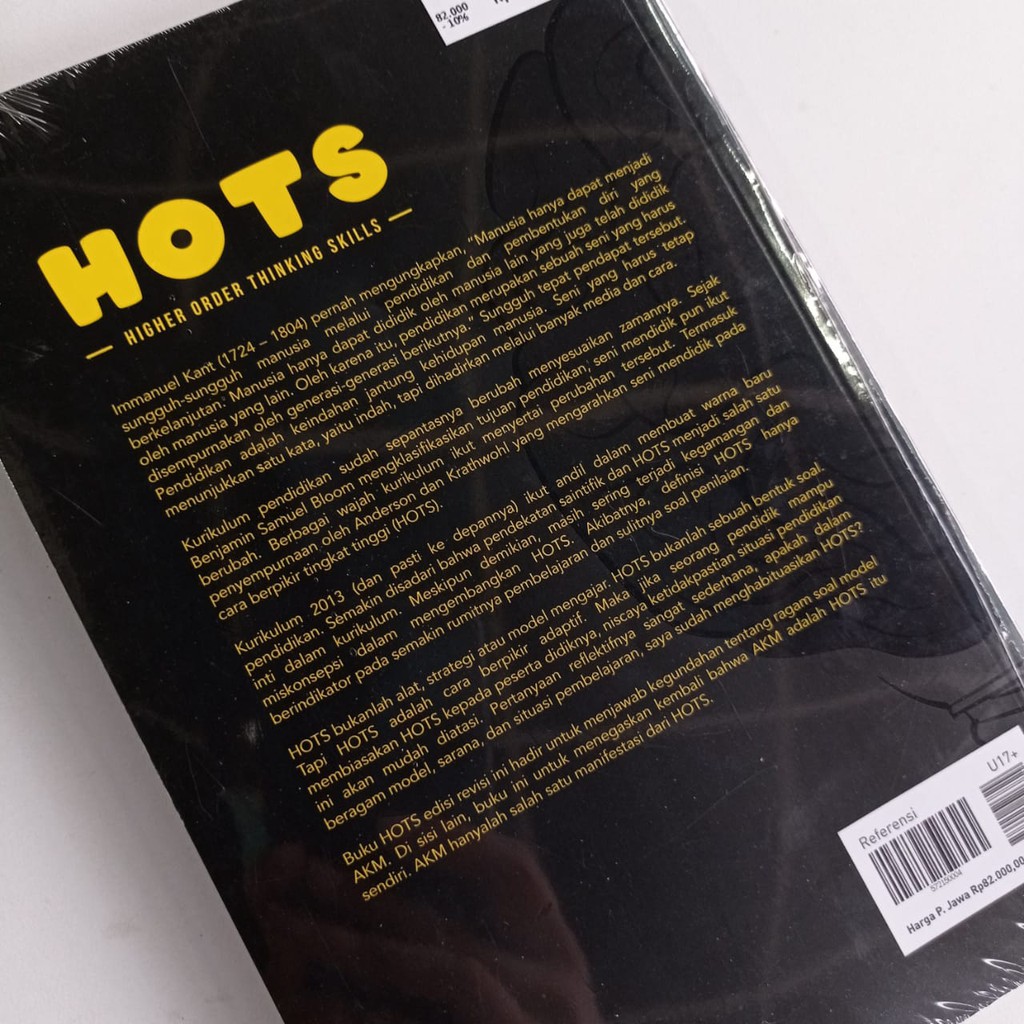 82.000
- 10%
HOTS
HIGHER ORDER THINKING SKILLS
Immanuel Kant (1724 – 1804) pernah mengungkapkan, "Manusia hanya dapat menjadi
sungguh-sungguh manusia melalui pendidikan dan pembentukan diri yang
berkelanjutan. Manusia hanya dapat dididik oleh manusia lain yang juga telah dididik
oleh manusia yang lain. Oleh karena itu, pendidikan merupakan sebuah seni yang harus
disempurnakan oleh generasi-generasi berikutnya." Sungguh tepat pendapat tersebut.
Pendidikan adalah keindahan jantung kehidupan manusia. Seni yang harus tetap
menunjukkan satu kata, yaitu indah, tapi dihadirkan melalui banyak media dan cara.
Kurikulum pendidikan sudah sepantasnya berubah menyesuaikan zamannya. Sejak
Benjamin Samuel Bloom mengklasifikasikan tujuan pendidikan, seni mendidik pun ikut
berubah. Berbagai wajah kurikulum ikut menyertai perubahan tersebut. Termasuk
penyempurnaan oleh Anderson dan Krathwohl yang mengarahkan seni mendidik pada
cara berpikir tingkat tinggi (HOTS).
Kurikulum 2013 (dan pasti ke depannya) ikut andil dalam membuat warna baru
pendidikan. Semakin disadari bahwa pendekatan saintifik dan HOTS menjadi salah satu
inti dalam kurikulum. Meskipun demikian, masih sering terjadi kegamangan dan
miskonsepsi dalam mengembangkan HOTS. Akibatnya, definisi HOTS hanya
berindikator pada semakin rumitnya pembelajaran dan sulitnya soal penilaian.
HOTS bukanlah alat, strategi atau model mengajar. HOTS bukanlah sebuah bentuk soal.
Tapi HOTS adalah cara berpikir adaptif. Maka jika seorang pendidik mampu
membiasakan HOTS kepada peserta didiknya, niscaya ketidakpastian situasi pendidikan
ini akan mudah diatasi. Pertanyaan reflektifnya sangat sederhana, apakah dalam
beragam model, sarana, dan situasi pembelajaran, saya sudah menghabituasikan HOTS?
Buku HOTS edisi revisi ini hadir untuk menjawab kegundahan tentang ragam soal model
AKM. Di sisi lain, buku ini untuk menegaskan kembali bahwa AKM adalah HOTS itu
sendiri. AKM hanyalah salah satu manifestasi dari HOTS.
Referensi
U17+
572150004
Harga P. Jawa Rp82.000,00